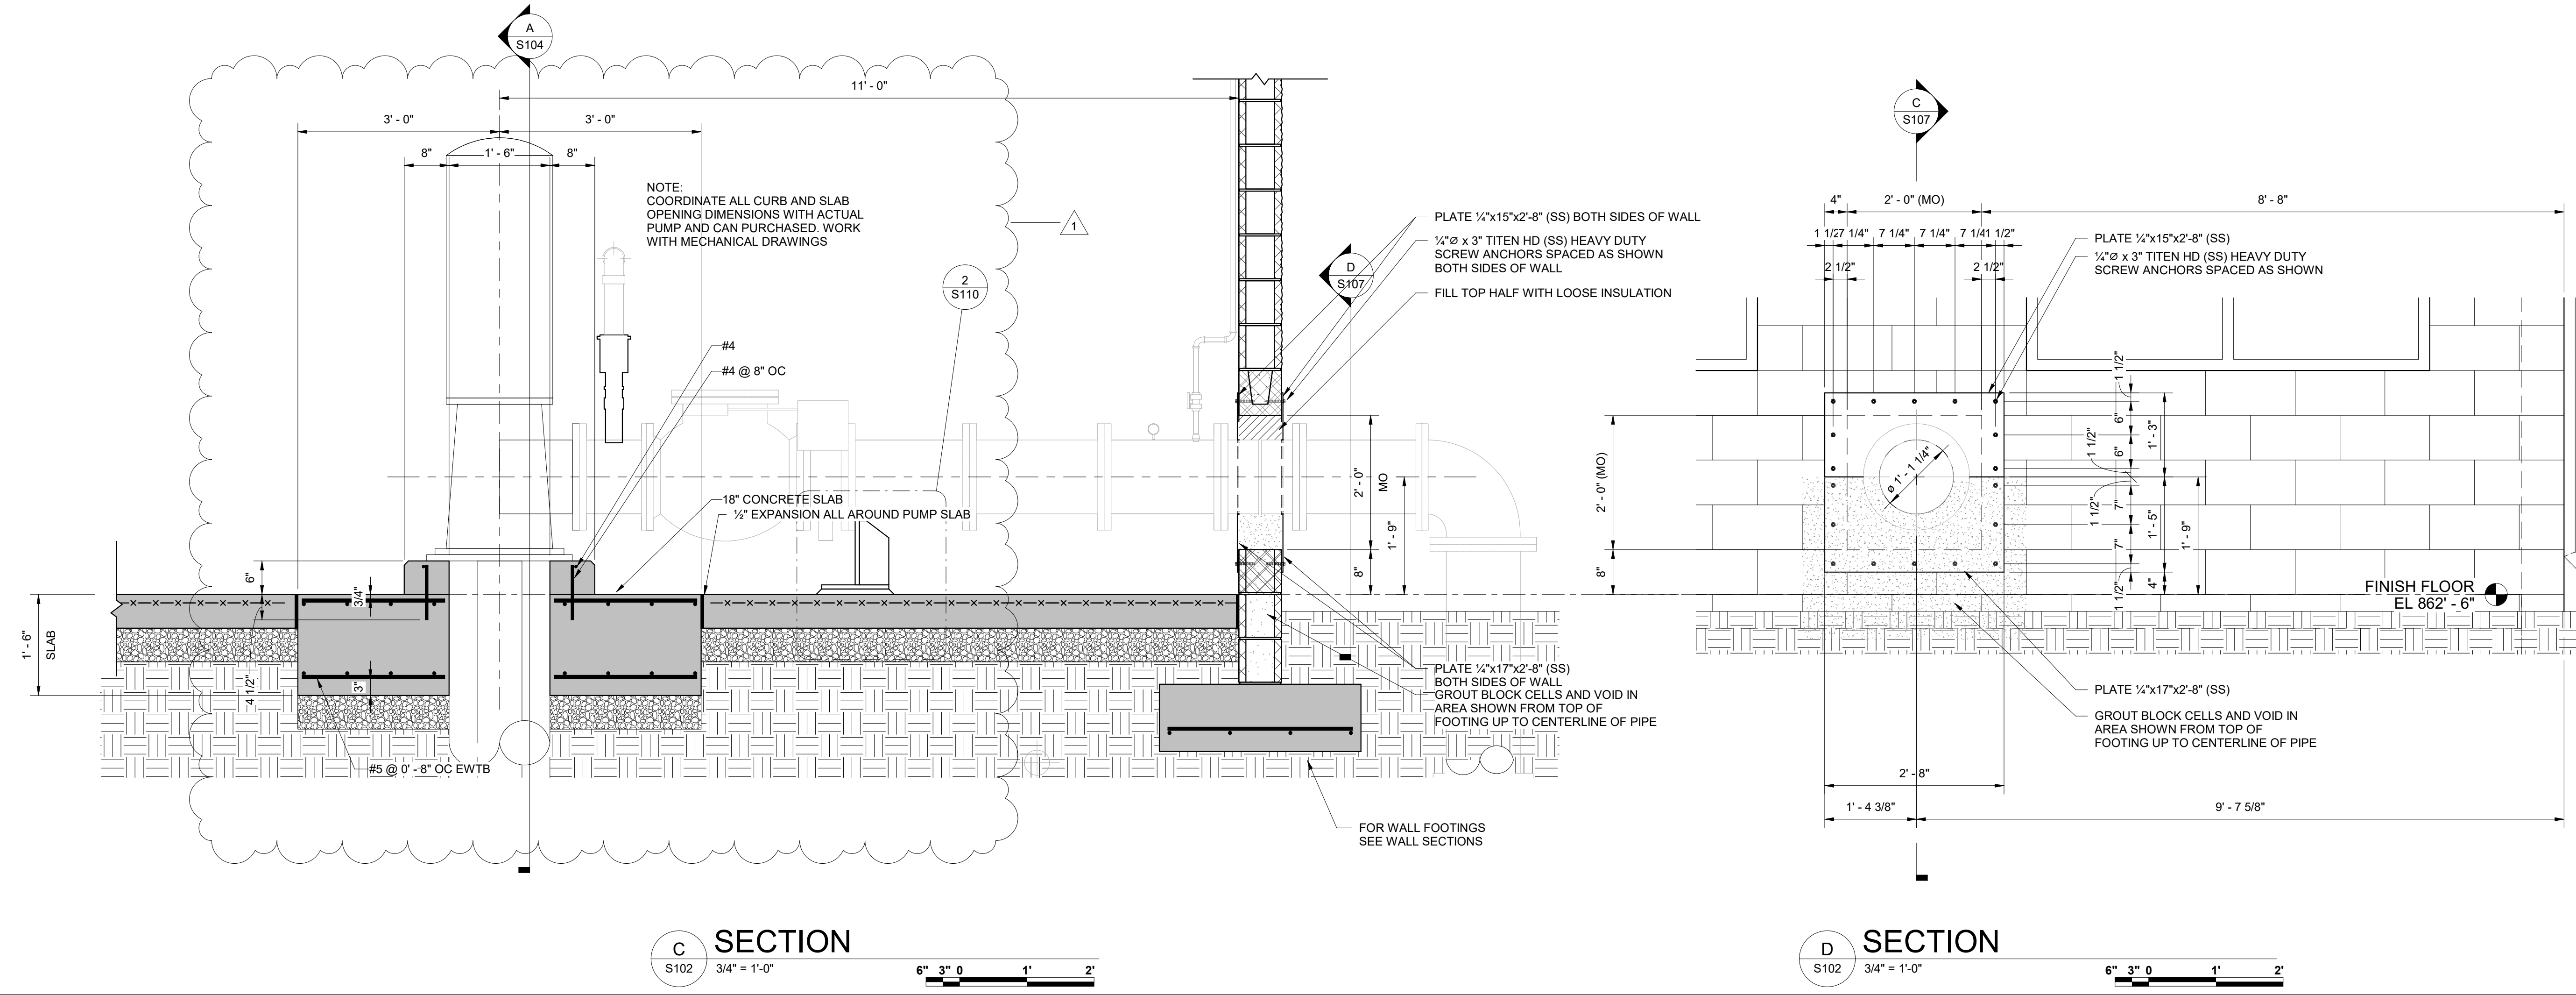 A
S104
11' - 0"
3' - 0"
3' - 0"
8"
1' - 6"
8"
NOTE:
COORDINATE ALL CURB AND SLAB
OPENING DIMENSIONS WITH ACTUAL
PUMP AND CAN PURCHASED. WORK
WITH MECHANICAL DRAWINGS
1
2
S110
#4
#4 @ 8" OC
18" CONCRETE SLAB
½" EXPANSION ALL AROUND PUMP SLAB
6"
3/4"
1' - 6"
SLAB
4 1/2"
3"
#5 @ 0' - 8" OC EWTB
D
S107
PLATE ¼"x15"x2'-8" (SS) BOTH SIDES OF WALL
¼"Ø x 3" TITEN HD (SS) HEAVY DUTY
SCREW ANCHORS SPACED AS SHOWN
BOTH SIDES OF WALL
FILL TOP HALF WITH LOOSE INSULATION
2' - 0"
MO
1' - 9"
8"
PLATE ¼"x17"x2'-8" (SS)
BOTH SIDES OF WALL
GROUT BLOCK CELLS AND VOID IN
AREA SHOWN FROM TOP OF
FOOTING UP TO CENTERLINE OF PIPE
FOR WALL FOOTINGS
SEE WALL SECTIONS
C
S102
SECTION
3/4" = 1'-0"
6" 3" 0 1' 2'
C
S107
4"
2' - 0" (MO)
8' - 8"
1 1/2"
7 1/4"
7 1/4"
7 1/4"
7 1/4"
1 1/2"
2 1/2"
2 1/2"
PLATE ¼"x15"x2'-8" (SS)
¼"Ø x 3" TITEN HD (SS) HEAVY DUTY
SCREW ANCHORS SPACED AS SHOWN
2' - 0" (MO)
8"
ø 1' - 1 1/4"
1 1/2"
6"
6"
1 1/2"
1' - 3"
1 1/2"
7"
7"
1 1/2"
1' - 5"
4"
1' - 9"
FINISH FLOOR
EL 862' - 6"
PLATE ¼"x17"x2'-8" (SS)
GROUT BLOCK CELLS AND VOID IN
AREA SHOWN FROM TOP OF
FOOTING UP TO CENTERLINE OF PIPE
2' - 8"
1' - 4 3/8"
9' - 7 5/8"
D
S102
SECTION
3/4" = 1'-0"
6" 3" 0 1' 2'